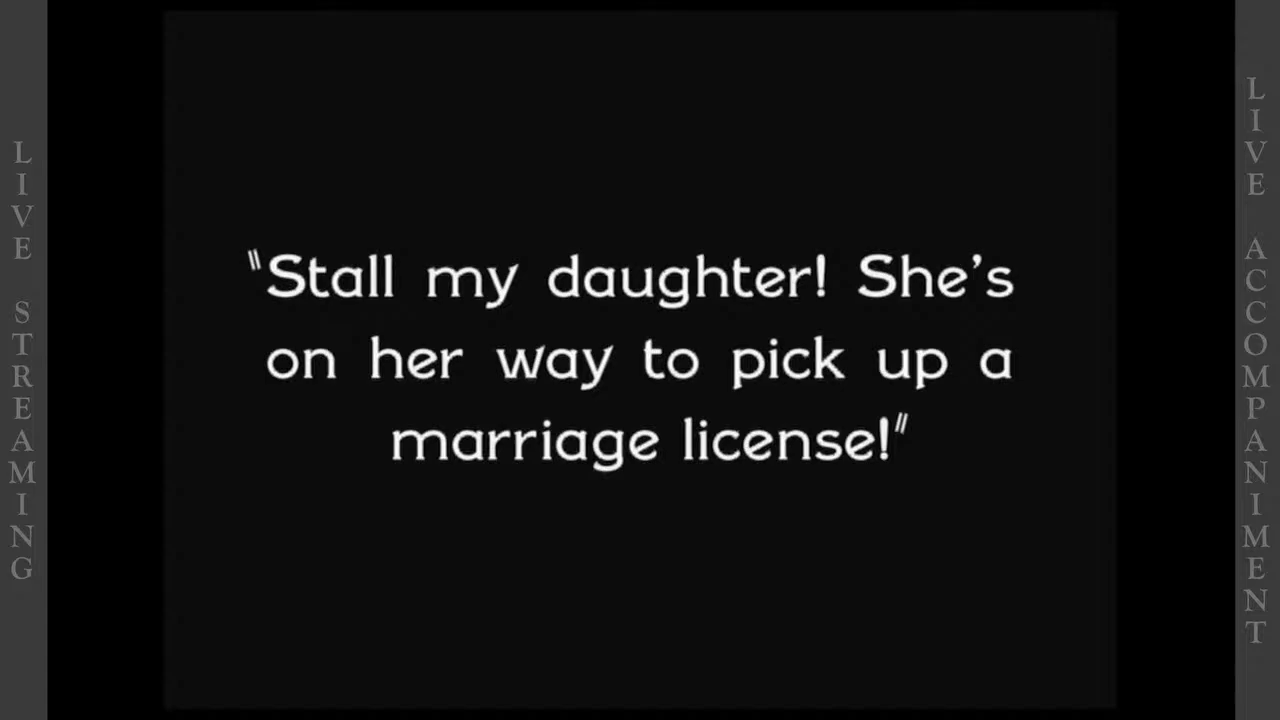 LIVE STREAMING
"Stall my daughter! She's
on her way to pick up a
marriage license!"
LIVE ACCOMPANIMENT